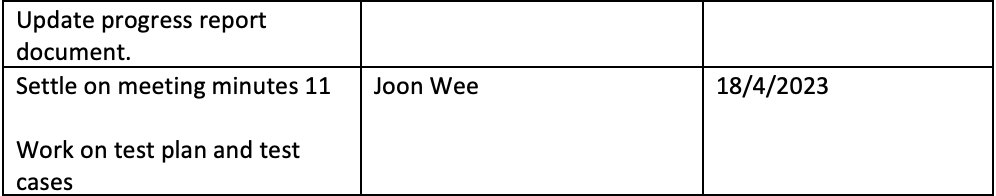 Update progress report
document.
Settle on meeting minutes 11
Joon Wee
18/4/2023
Work on test plan and test
cases